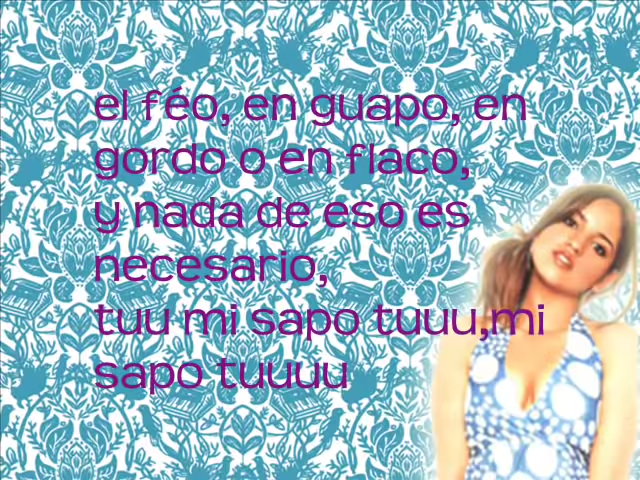 el féo, en guapo, en
gordo o en flaco,
y nada de eso es
necesario,
tuu mi sapo tuuu,mi
sapo tuuuu